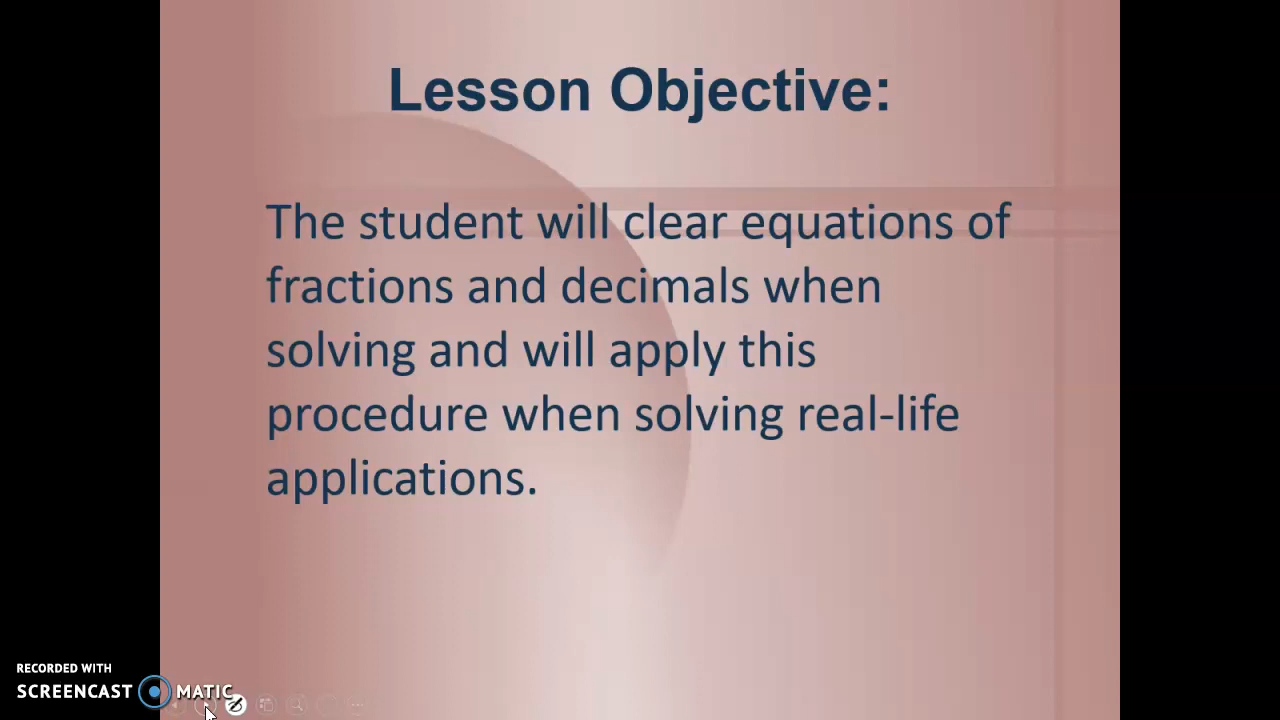 Lesson Objective:
The student will clear equations of
fractions and decimals when
solving and will apply this
procedure when solving real-life
applications.
RECORDED WITH
SCREENCAST MATIC